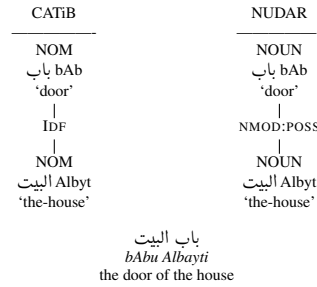 CATiB NUDAR
NOM NOUN
باب bAb باب bAb
‘door’ ‘door’
IDF NMOD:POSS
NOM NOUN
البيت Albyt البيت Albyt
‘the-house’ ‘the-house’
باب البيت
bAbu Albayti
the door of the house